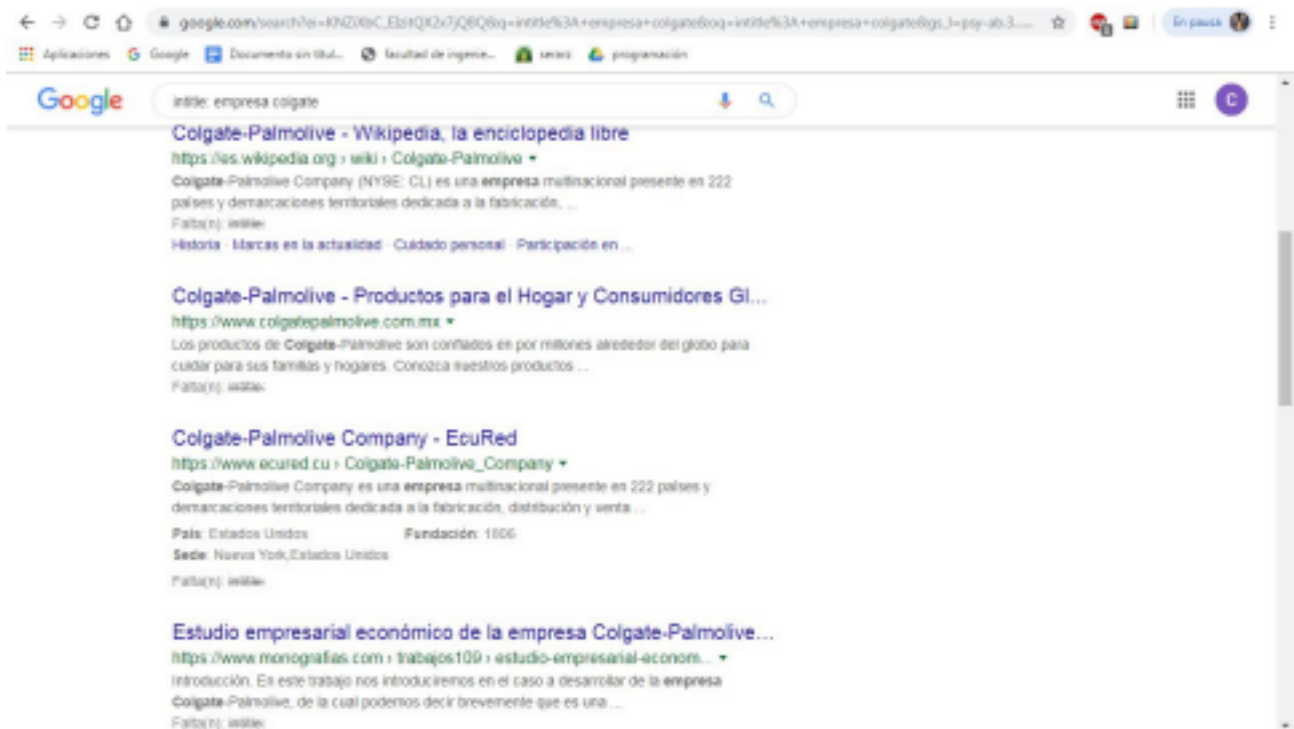 google.com/search?ei=
En pausa
Aplicaciones Google Documento sin títul... facultad de ingenie... programación
Google intitle: empresa colgate C
Colgate-Palmolive - Wikipedia, la enciclopedia libre
https://es.wikipedia.org › wiki › Colgate-Palmolive
Colgate-Palmolive Company (NYSE: CL) es una empresa multinacional presente en 222
países y demarcaciones territoriales dedicada a la fabricación, ...
Falta(n): intitle:
Historia · Marcas en la actualidad · Cuidado personal · Participación en ...
Colgate-Palmolive - Productos para el Hogar y Consumidores Gl...
https://www.colgatepalmolive.com.mx
Los productos de Colgate-Palmolive son confiados en por millones alrededor del globo para
cuidar para sus familias y hogares. Conozca nuestros productos ...
Falta(n): intitle:
Colgate-Palmolive Company - EcuRed
https://www.ecured.cu › Colgate-Palmolive_Company
Colgate-Palmolive Company es una empresa multinacional presente en 222 países y
demarcaciones territoriales dedicada a la fabricación, distribución y venta ...
País: Estados Unidos Fundación: 1806
Sede: Nueva York,Estados Unidos
Falta(n): intitle:
Estudio empresarial económico de la empresa Colgate-Palmolive...
https://www.monografias.com › trabajos109 › estudio-empresarial-econom...
Introducción. En este trabajo nos introduciremos en el caso a desarrollar de la empresa
Colgate-Palmolive, de la cual podemos decir brevemente que es una ...
Falta(n): intitle: